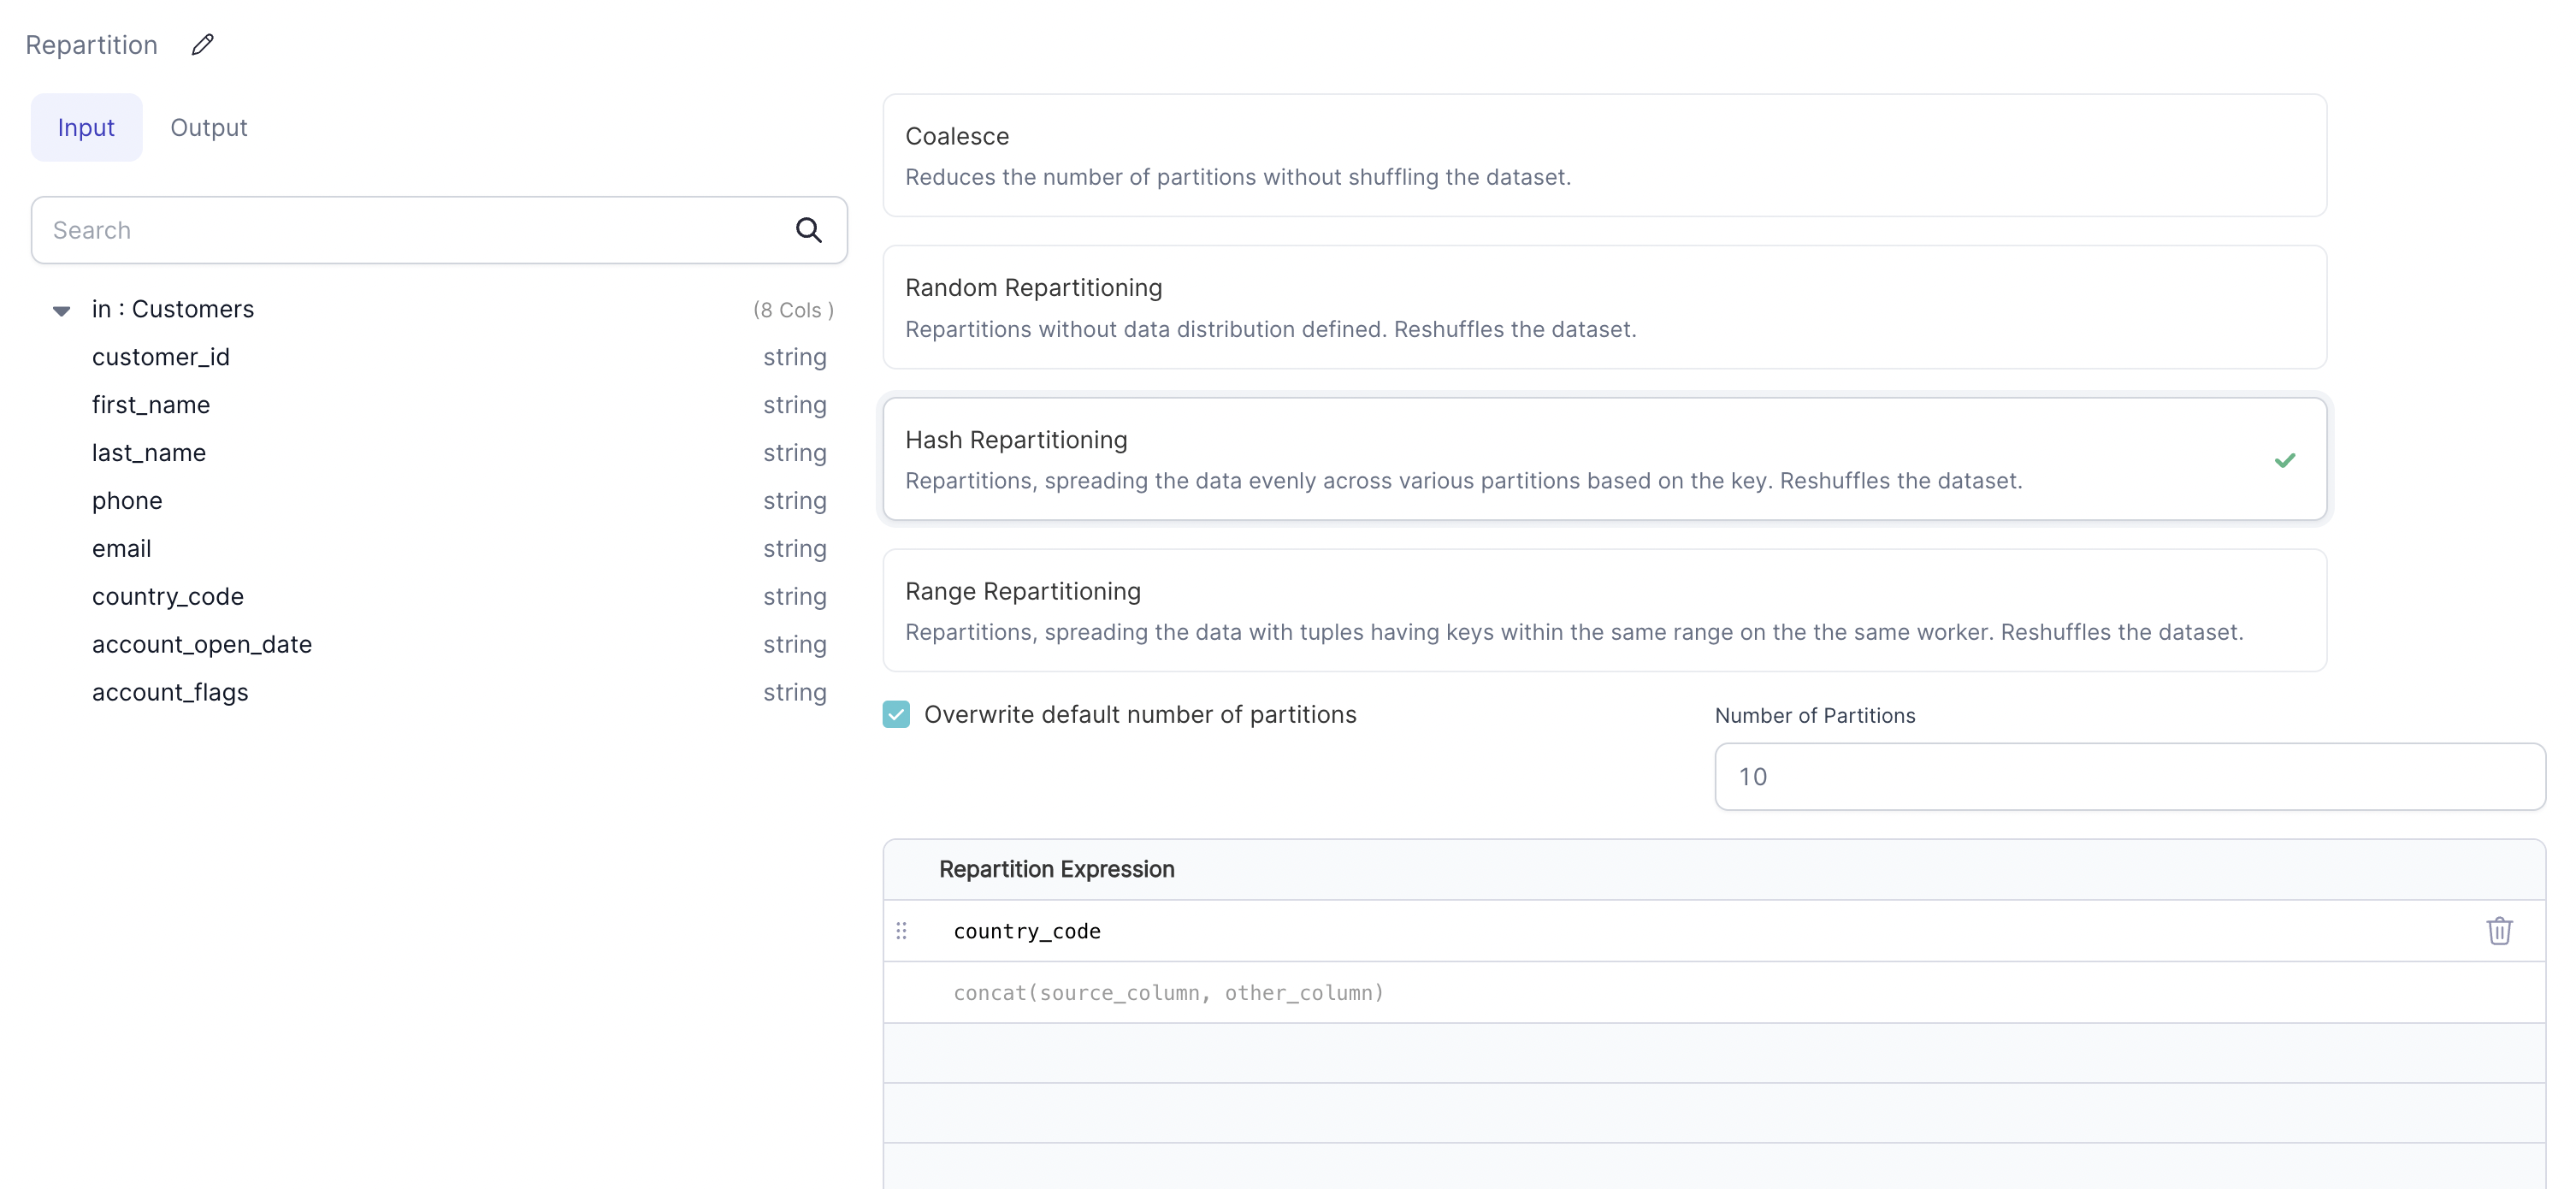 Repartition
Input Output
Search
in : Customers (8 Cols )
customer_id string
first_name string
last_name string
phone string
email string
country_code string
account_open_date string
account_flags string
Coalesce
Reduces the number of partitions without shuffling the dataset.
Random Repartitioning
Repartitions without data distribution defined. Reshuffles the dataset.
Hash Repartitioning
Repartitions, spreading the data evenly across various partitions based on the key. Reshuffles the dataset.
Range Repartitioning
Repartitions, spreading the data with tuples having keys within the same range on the the same worker. Reshuffles the dataset.
Overwrite default number of partitions
Number of Partitions
10
Repartition Expression
country_code
concat(source_column, other_column)